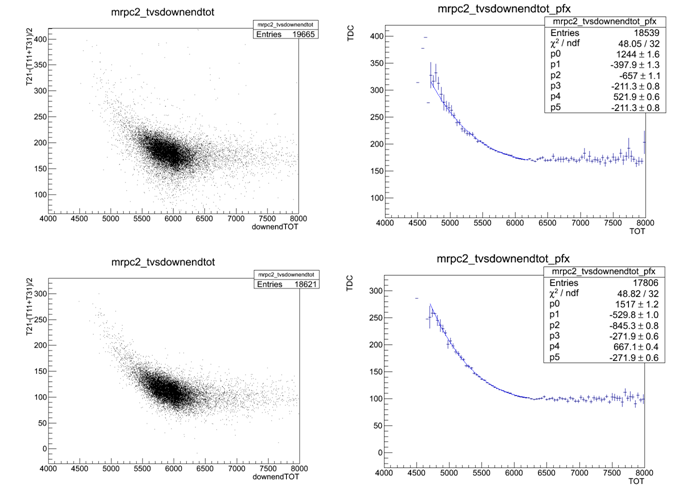 mrpc2_tvsdownendtot
mrpc2_tvsdownendtot
Entries 19665
T21-(T11+T31)/2
400
350
300
250
200
150
100
4000 4500 5000 5500 6000 6500 7000 7500 8000
downendTOT
mrpc2_tvsdownendtot_pfx
mrpc2_tvsdownendtot_pfx
Entries 18539
χ² / ndf 48.05 / 32
p0 1244 ± 1.6
p1 -397.9 ± 1.3
p2 -657 ± 1.1
p3 -211.3 ± 0.8
p4 521.9 ± 0.6
p5 -211.3 ± 0.8
TDC
400
350
300
250
200
150
100
4000 4500 5000 5500 6000 6500 7000 7500 8000
TOT
mrpc2_tvsdownendtot
mrpc2_tvsdownendtot
Entries 18621
T21-(T11+T31)/2
300
250
200
150
100
50
0
4000 4500 5000 5500 6000 6500 7000 7500 8000
downendTOT
mrpc2_tvsdownendtot_pfx
mrpc2_tvsdownendtot_pfx
Entries 17806
χ² / ndf 48.82 / 32
p0 1517 ± 1.2
p1 -529.8 ± 1.0
p2 -845.3 ± 0.8
p3 -271.9 ± 0.6
p4 667.1 ± 0.4
p5 -271.9 ± 0.6
TDC
300
250
200
150
100
50
0
4000 4500 5000 5500 6000 6500 7000 7500 8000
TOT